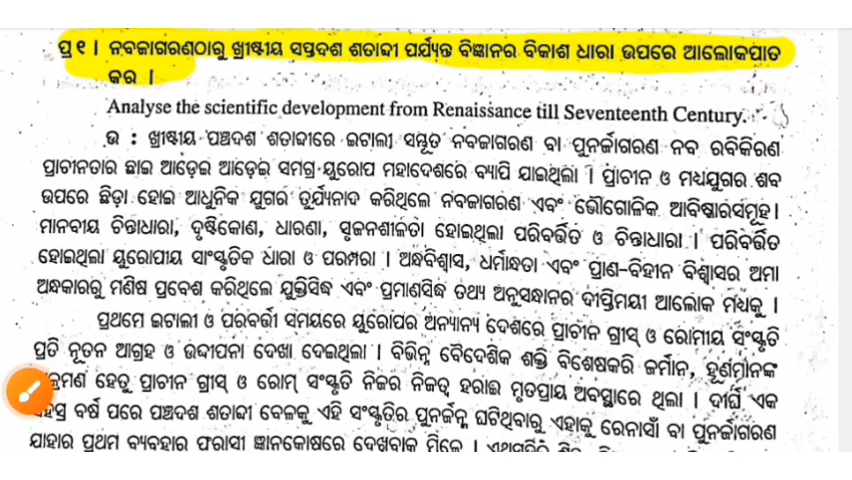 ପ୍ର ୧ । ନବଜାଗରଣଠାରୁ ଖ୍ରୀଷ୍ଟୀୟ ସପ୍ତଦଶ ଶତାବ୍ଦୀ ପର୍ଯ୍ୟନ୍ତ ବିଜ୍ଞାନର ବିକାଶ ଧାରା ଉପରେ ଆଲୋକପାତ
କର ।
Analyse the scientific development from Renaissance till Seventeenth Century.
ଉ : ଖ୍ରୀଷ୍ଟୀୟ ପଞ୍ଚଦଶ ଶତାବ୍ଦୀରେ ଇଟାଲୀ ସମ୍ଭୂତ ନବଜାଗରଣ ବା ପୁନର୍ଜାଗରଣ ନବ ରବିକିରଣ
ପ୍ରାଚୀନତାର ଛାଇ ଆଡ଼େଇ ଆଡ଼େଇ ସମଗ୍ର ୟୁରୋପ ମହାଦେଶରେ ବ୍ୟାପି ଯାଇଥିଲା । ପ୍ରାଚୀନ ଓ ମଧ୍ୟଯୁଗର ଶବ
ଉପରେ ଛିଡ଼ା ହୋଇ ଆଧୁନିକ ଯୁଗର ତୂର୍ଯ୍ୟନାଦ କରିଥିଲେ ନବଜାଗରଣ ଏବଂ ଭୌଗୋଳିକ ଆବିଷ୍କାରସମୂହ ।
ମାନବୀୟ ଚିନ୍ତାଧାରା, ଦୃଷ୍ଟିକୋଣ, ଧାରଣା, ସୃଜନଶୀଳତା ହୋଇଥିଲା ପରିବର୍ତ୍ତିତ ଓ ଚିନ୍ତାଧାରା । ପରିବର୍ତ୍ତିତ
ହୋଇଥିଲା ୟୁରୋପୀୟ ସାଂସ୍କୃତିକ ଧାରା ଓ ପରମ୍ପରା । ଅନ୍ଧବିଶ୍ୱାସ, ଧର୍ମାନ୍ଧତା ଏବଂ ପ୍ରାଣ-ବିହୀନ ବିଶ୍ୱାସର ଅମା
ଅନ୍ଧକାରରୁ ମଣିଷ ପ୍ରବେଶ କରିଥିଲେ ଯୁକ୍ତିସିଦ୍ଧ ଏବଂ ପ୍ରମାଣସିଦ୍ଧ ତଥ୍ୟ ଅନୁସନ୍ଧାନର ଦୀପ୍ତିମୟୀ ଆଲୋକ ମଧ୍ୟକୁ ।
ପ୍ରଥମେ ଇଟାଲୀ ଓ ପରବର୍ତ୍ତୀ ସମୟରେ ୟୁରୋପର ଅନ୍ୟାନ୍ୟ ଦେଶରେ ପ୍ରାଚୀନ ଗ୍ରୀସ୍ ଓ ରୋମୀୟ ସଂସ୍କୃତି
ପ୍ରତି ନୂତନ ଆଗ୍ରହ ଓ ଉଦ୍ଦୀପନା ଦେଖା ଦେଇଥିଲା । ବିଭିନ୍ନ ବୈଦେଶିକ ଶକ୍ତି ବିଶେଷକରି ଜର୍ମାନ, ହୂର୍ଣମାନଙ୍କ
ହେତୁ ପ୍ରାଚୀନ ଗ୍ରୀସ୍ ଓ ରୋମ୍ ସଂସ୍କୃତି ନିଜର ନିଜତ୍ୱ ହରାଇ ମୃତପ୍ରାୟ ଅବସ୍ଥାରେ ଥିଲା । ଦୀର୍ଘ ଏକ
ବର୍ଷ ପରେ ପଞ୍ଚଦଶ ଶତାବ୍ଦୀ ବେଳକୁ ଏହି ସଂସ୍କୃତିର ପୁନର୍ଜନ୍ମ ଘଟିଥିବାରୁ ଏହାକୁ ରେନାସାଁ ବା ପୁନର୍ଜାଗରଣ
ଯାହାର ପ୍ରଥମ ବ୍ୟବହାର ଫରାସୀ ଜ୍ଞାନକୋଷରେ ଦେଖିବାକୁ ମିଳେ ।